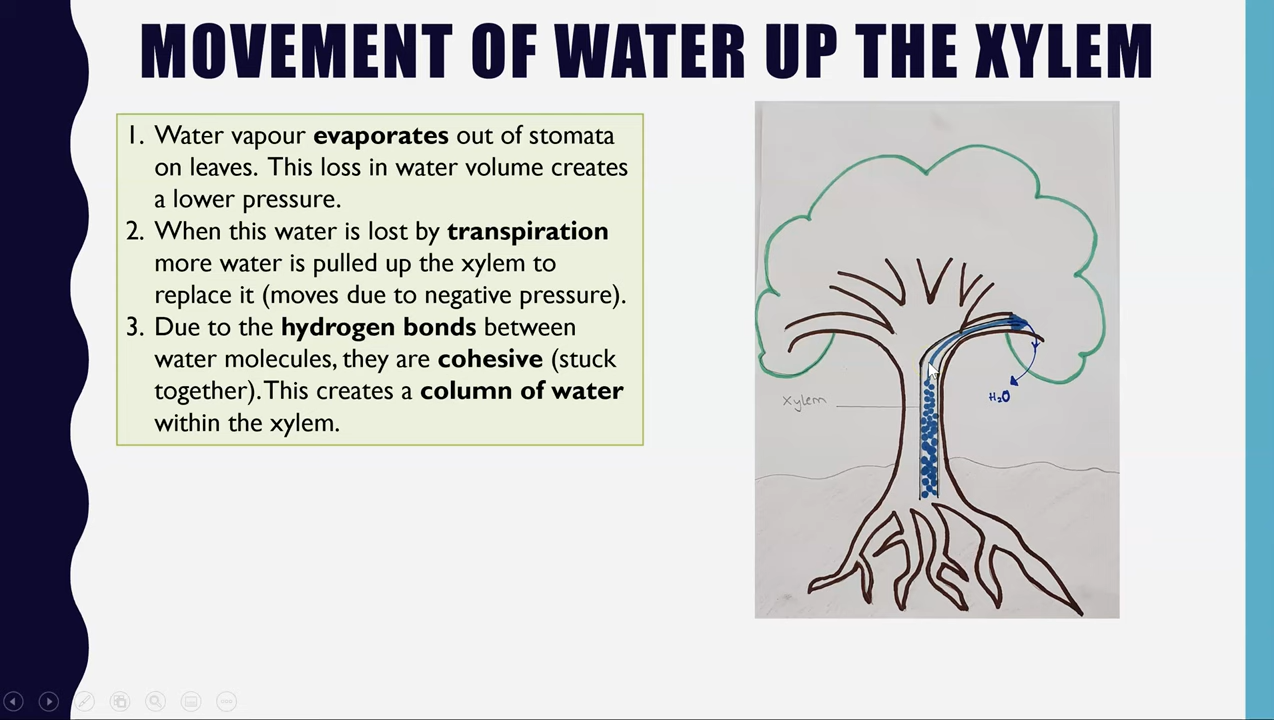 MOVEMENT OF WATER UP THE XYLEM
1. Water vapour evaporates out of stomata
on leaves. This loss in water volume creates
a lower pressure.
2. When this water is lost by transpiration
more water is pulled up the xylem to
replace it (moves due to negative pressure).
3. Due to the hydrogen bonds between
water molecules, they are cohesive (stuck
together). This creates a column of water
within the xylem.
xylem
H₂O